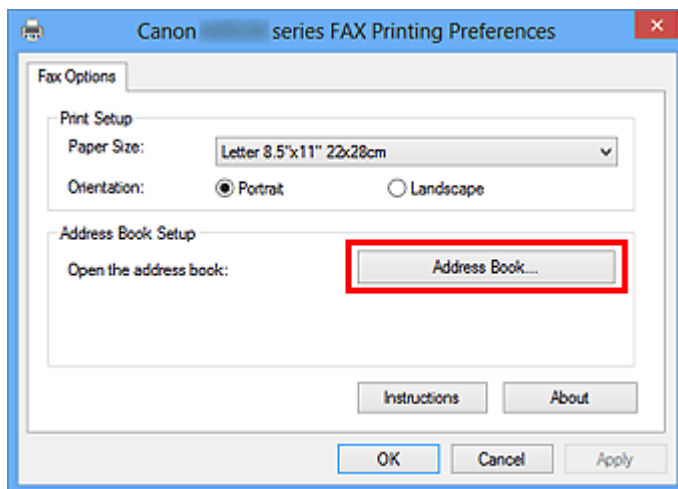 Canon series FAX Printing Preferences
Fax Options
Print Setup
Paper Size: Letter 8.5"x11" 22x28cm
Orientation: Portrait Landscape
Address Book Setup
Open the address book: Address Book...
Instructions About
OK Cancel Apply